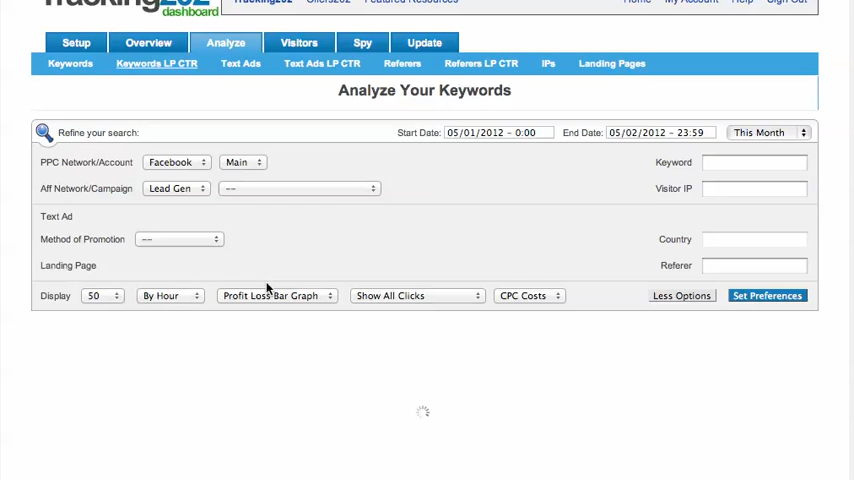 Tracking202
dashboard
Tracking202 Offers202 Featured Resources Home My Account Help Sign Out
Setup Overview Analyze Visitors Spy Update
Keywords Keywords LP CTR Text Ads Text Ads LP CTR Referers Referers LP CTR IPs Landing Pages
Analyze Your Keywords
Refine your search: Start Date: 05/01/2012 - 0:00 End Date: 05/02/2012 - 23:59 This Month
PPC Network/Account Facebook Main Keyword
Aff Network/Campaign Lead Gen -- Visitor IP
Text Ad
Method of Promotion -- Country
Landing Page Referer
Display 50 By Hour Profit Loss Bar Graph Show All Clicks CPC Costs Less Options Set Preferences